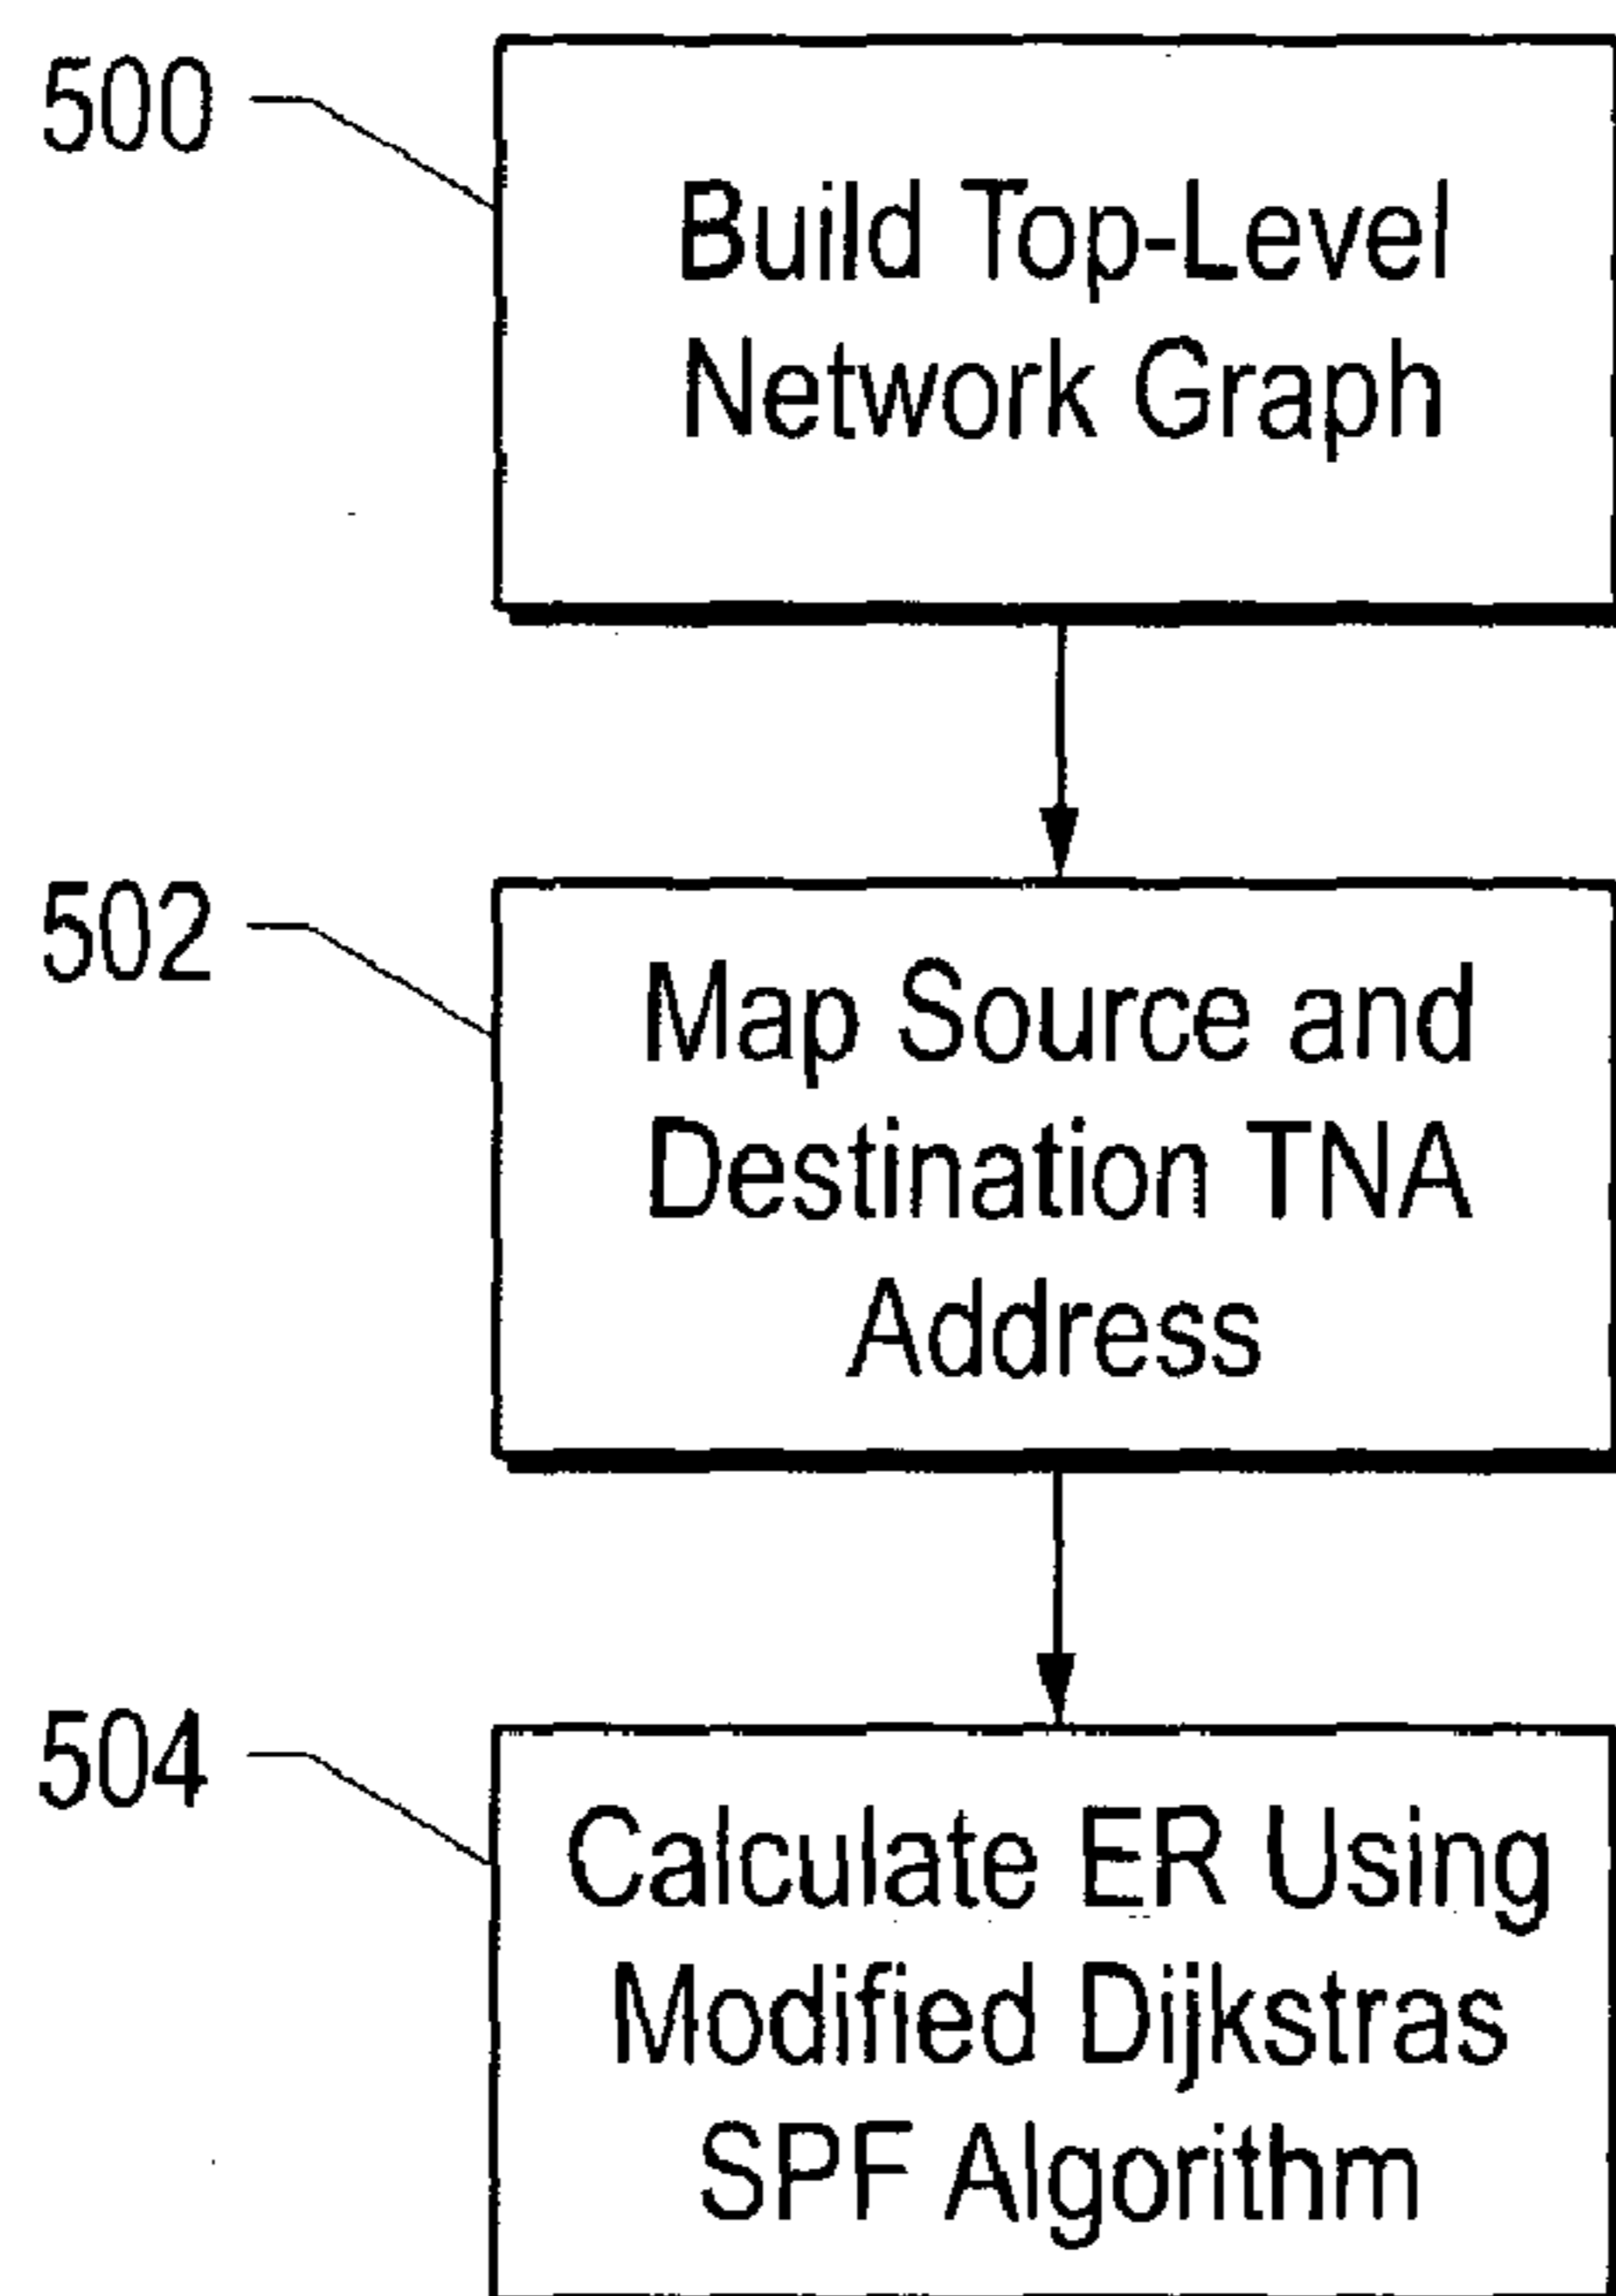 500
Build Top-Level
Network Graph
502
Map Source and
Destination TNA
Address
504
Calculate ER Using
Modified Dijkstras
SPF Algorithm